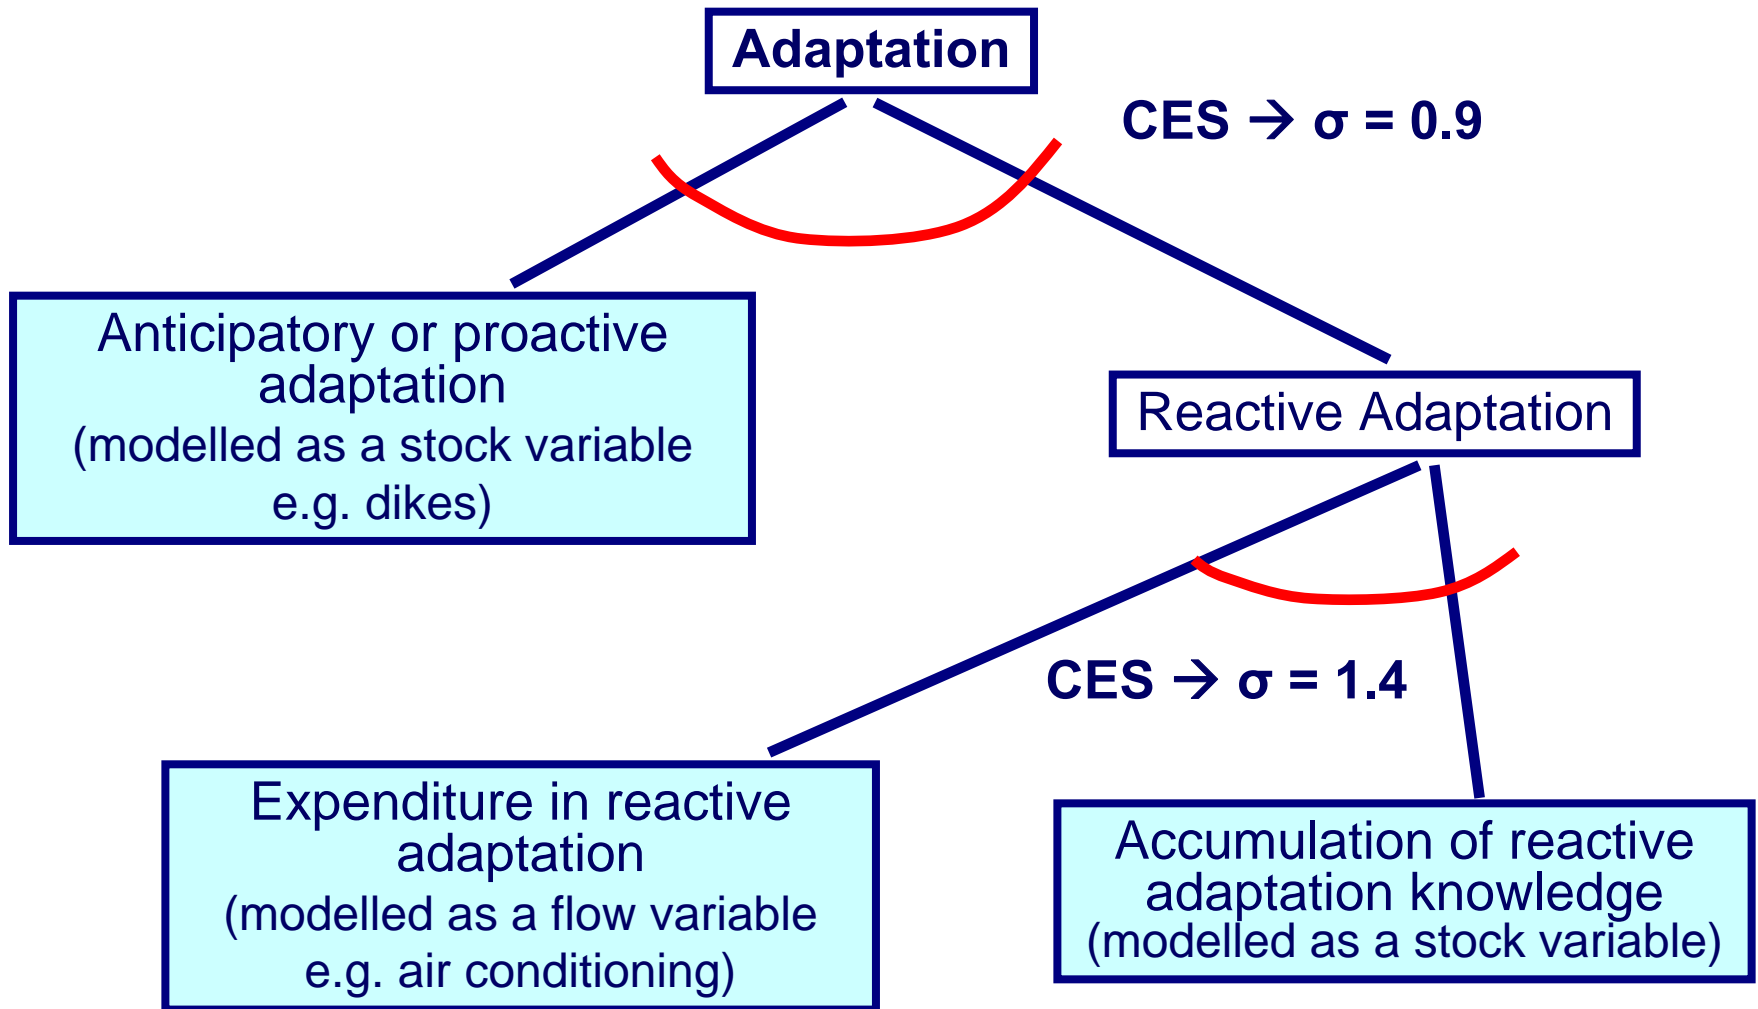 Adaptation
CES → σ = 0.9
Anticipatory or proactive
adaptation
(modelled as a stock variable
e.g. dikes)
Reactive Adaptation
CES → σ = 1.4
Expenditure in reactive
adaptation
(modelled as a flow variable
e.g. air conditioning)
Accumulation of reactive
adaptation knowledge
(modelled as a stock variable)